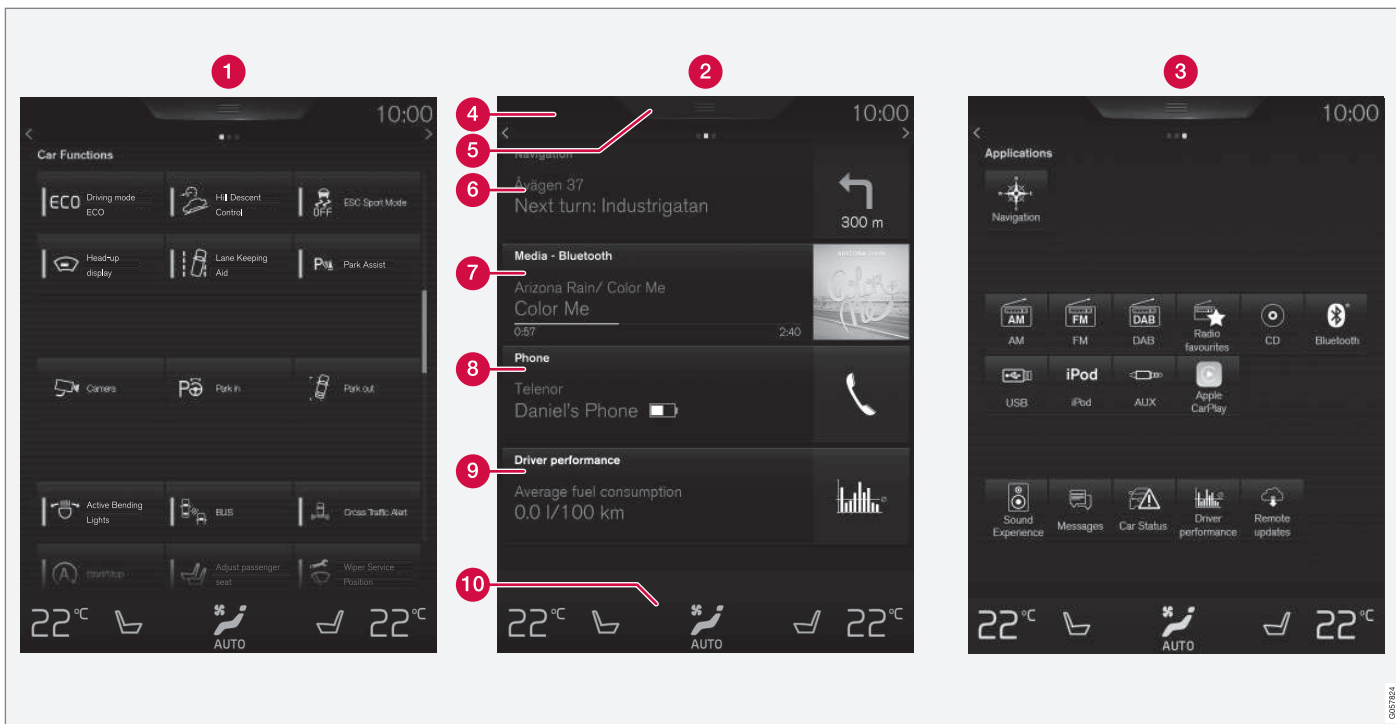 1
10:00
Car Functions
ECO Driving mode ECO
Hill Descent Control
OFF ESC Sport Mode
Head-up display
Lane Keeping Aid
P Park Assist
Camera
P Park in
Park out
Active Bending Lights
BLIS
Cross Traffic Alert
A Start/Stop
Adjust passenger seat
Wiper Service Position
22°C
AUTO
22°C
2
4
10:00
5
Navigation
6
Åvägen 37
Next turn: Industrigatan
300 m
7
Media - Bluetooth
Arizona Rain/ Color Me
Color Me
0:57
2:40
ARIZONA RAIN
Color Me
8
Phone
Telenor
Daniel's Phone
9
Driver performance
Average fuel consumption
0.0 l/100 km
10
22°C
AUTO
22°C
3
10:00
Applications
Navigation
AM
AM
FM
FM
DAB
DAB
Radio favourites
CD
Bluetooth
USB
iPod
iPod
AUX
Apple CarPlay
Sound Experience
Messages
Car Status
Driver performance
Remote updates
22°C
AUTO
22°C
G057824